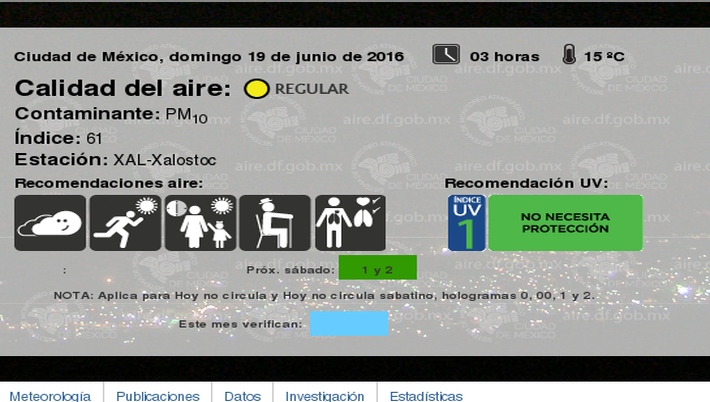 Ciudad de México, domingo 19 de junio de 2016 03 horas 15 ºC
Calidad del aire: REGULAR
Contaminante: PM10
Índice: 61
Estación: XAL-Xalostoc
Recomendaciones aire: Recomendación UV:
ÍNDICE
UV
1
NO NECESITA
PROTECCIÓN
: Próx. sábado: 1 y 2
NOTA: Aplica para Hoy no circula y Hoy no circula sabatino, hologramas 0, 00, 1 y 2.
Este mes verifican:
aire.df.gob.mx
CIUDAD
DE MÉXICO
Meteorología Publicaciones Datos Investigación Estadísticas